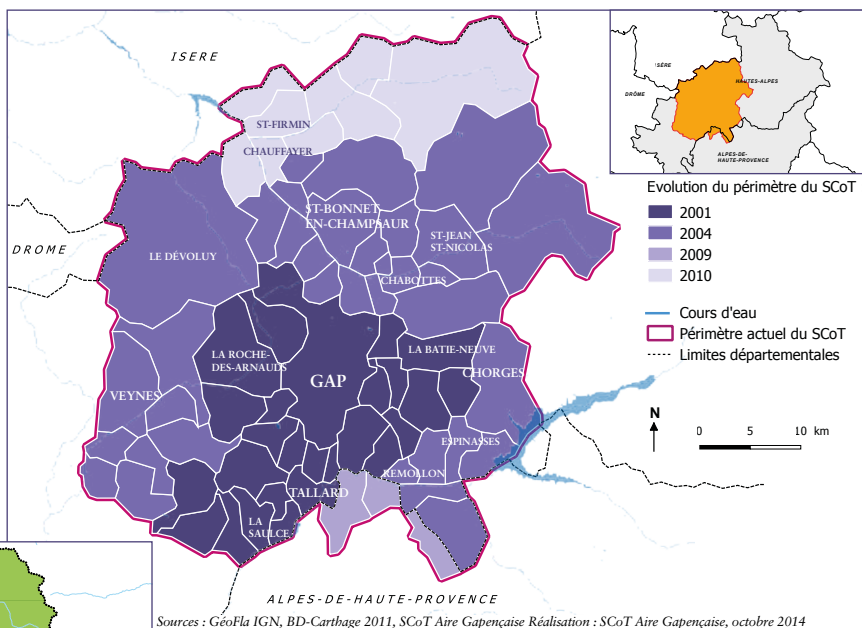 ISERE
ST-FIRMIN
CHAUFFAYER
ST-BONNET
EN-CHAMPSAUR
ST-JEAN
ST-NICOLAS
DROME
LE DÉVOLUY
CHABOTTES
LA ROCHE-
DES-ARNAUDS
LA BATIE-NEUVE
GAP
CHORGES
VEYNES
ESPINASSES
REMOLLON
TALLARD
LA
SAULCE
ALPES-DE-HAUTE-PROVENCE
ISÈRE
HAUTES-ALPES
DRÔME
ALPES-DE-
HAUTE-PROVENCE
Evolution du périmètre du SCoT
2001
2004
2009
2010
Cours d'eau
Périmètre actuel du SCoT
Limites départementales
N
0 5 10 km
Sources : GéoFla IGN, BD-Carthage 2011, SCoT Aire Gapençaise Réalisation : SCoT Aire Gapençaise, octobre 2014